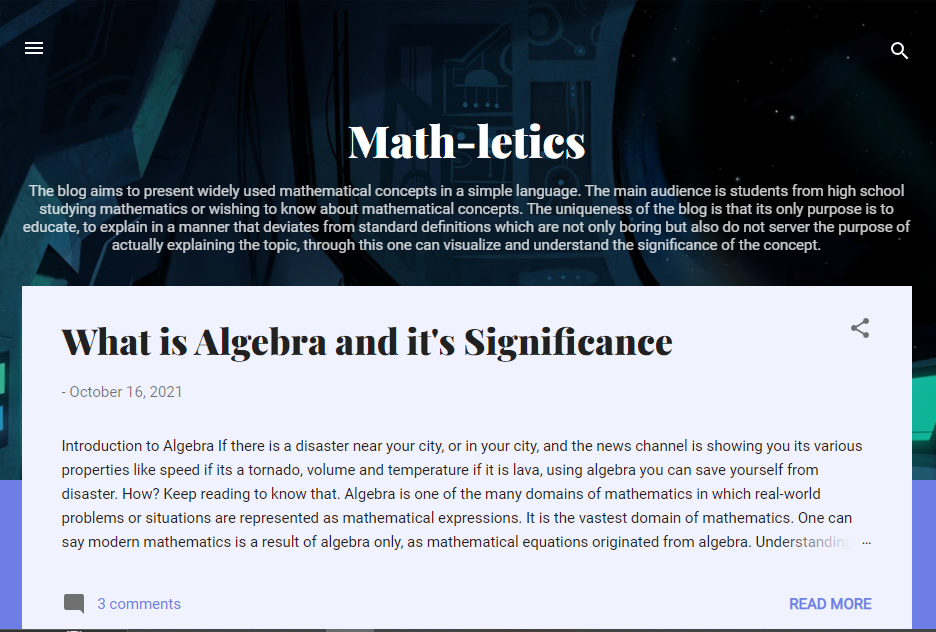 Math-letics
The blog aims to present widely used mathematical concepts in a simple language. The main audience is students from high school
studying mathematics or wishing to know about mathematical concepts. The uniqueness of the blog is that its only purpose is to
educate, to explain in a manner that deviates from standard definitions which are not only boring but also do not server the purpose of
actually explaining the topic, through this one can visualize and understand the significance of the concept.
What is Algebra and it's Significance
- October 16, 2021
Introduction to Algebra If there is a disaster near your city, or in your city, and the news channel is showing you its various
properties like speed if its a tornado, volume and temperature if it is lava, using algebra you can save yourself from
disaster. How? Keep reading to know that. Algebra is one of the many domains of mathematics in which real-world
problems or situations are represented as mathematical expressions. It is the vastest domain of mathematics. One can
say modern mathematics is a result of algebra only, as mathematical equations originated from algebra. Understanding ...
3 comments
READ MORE